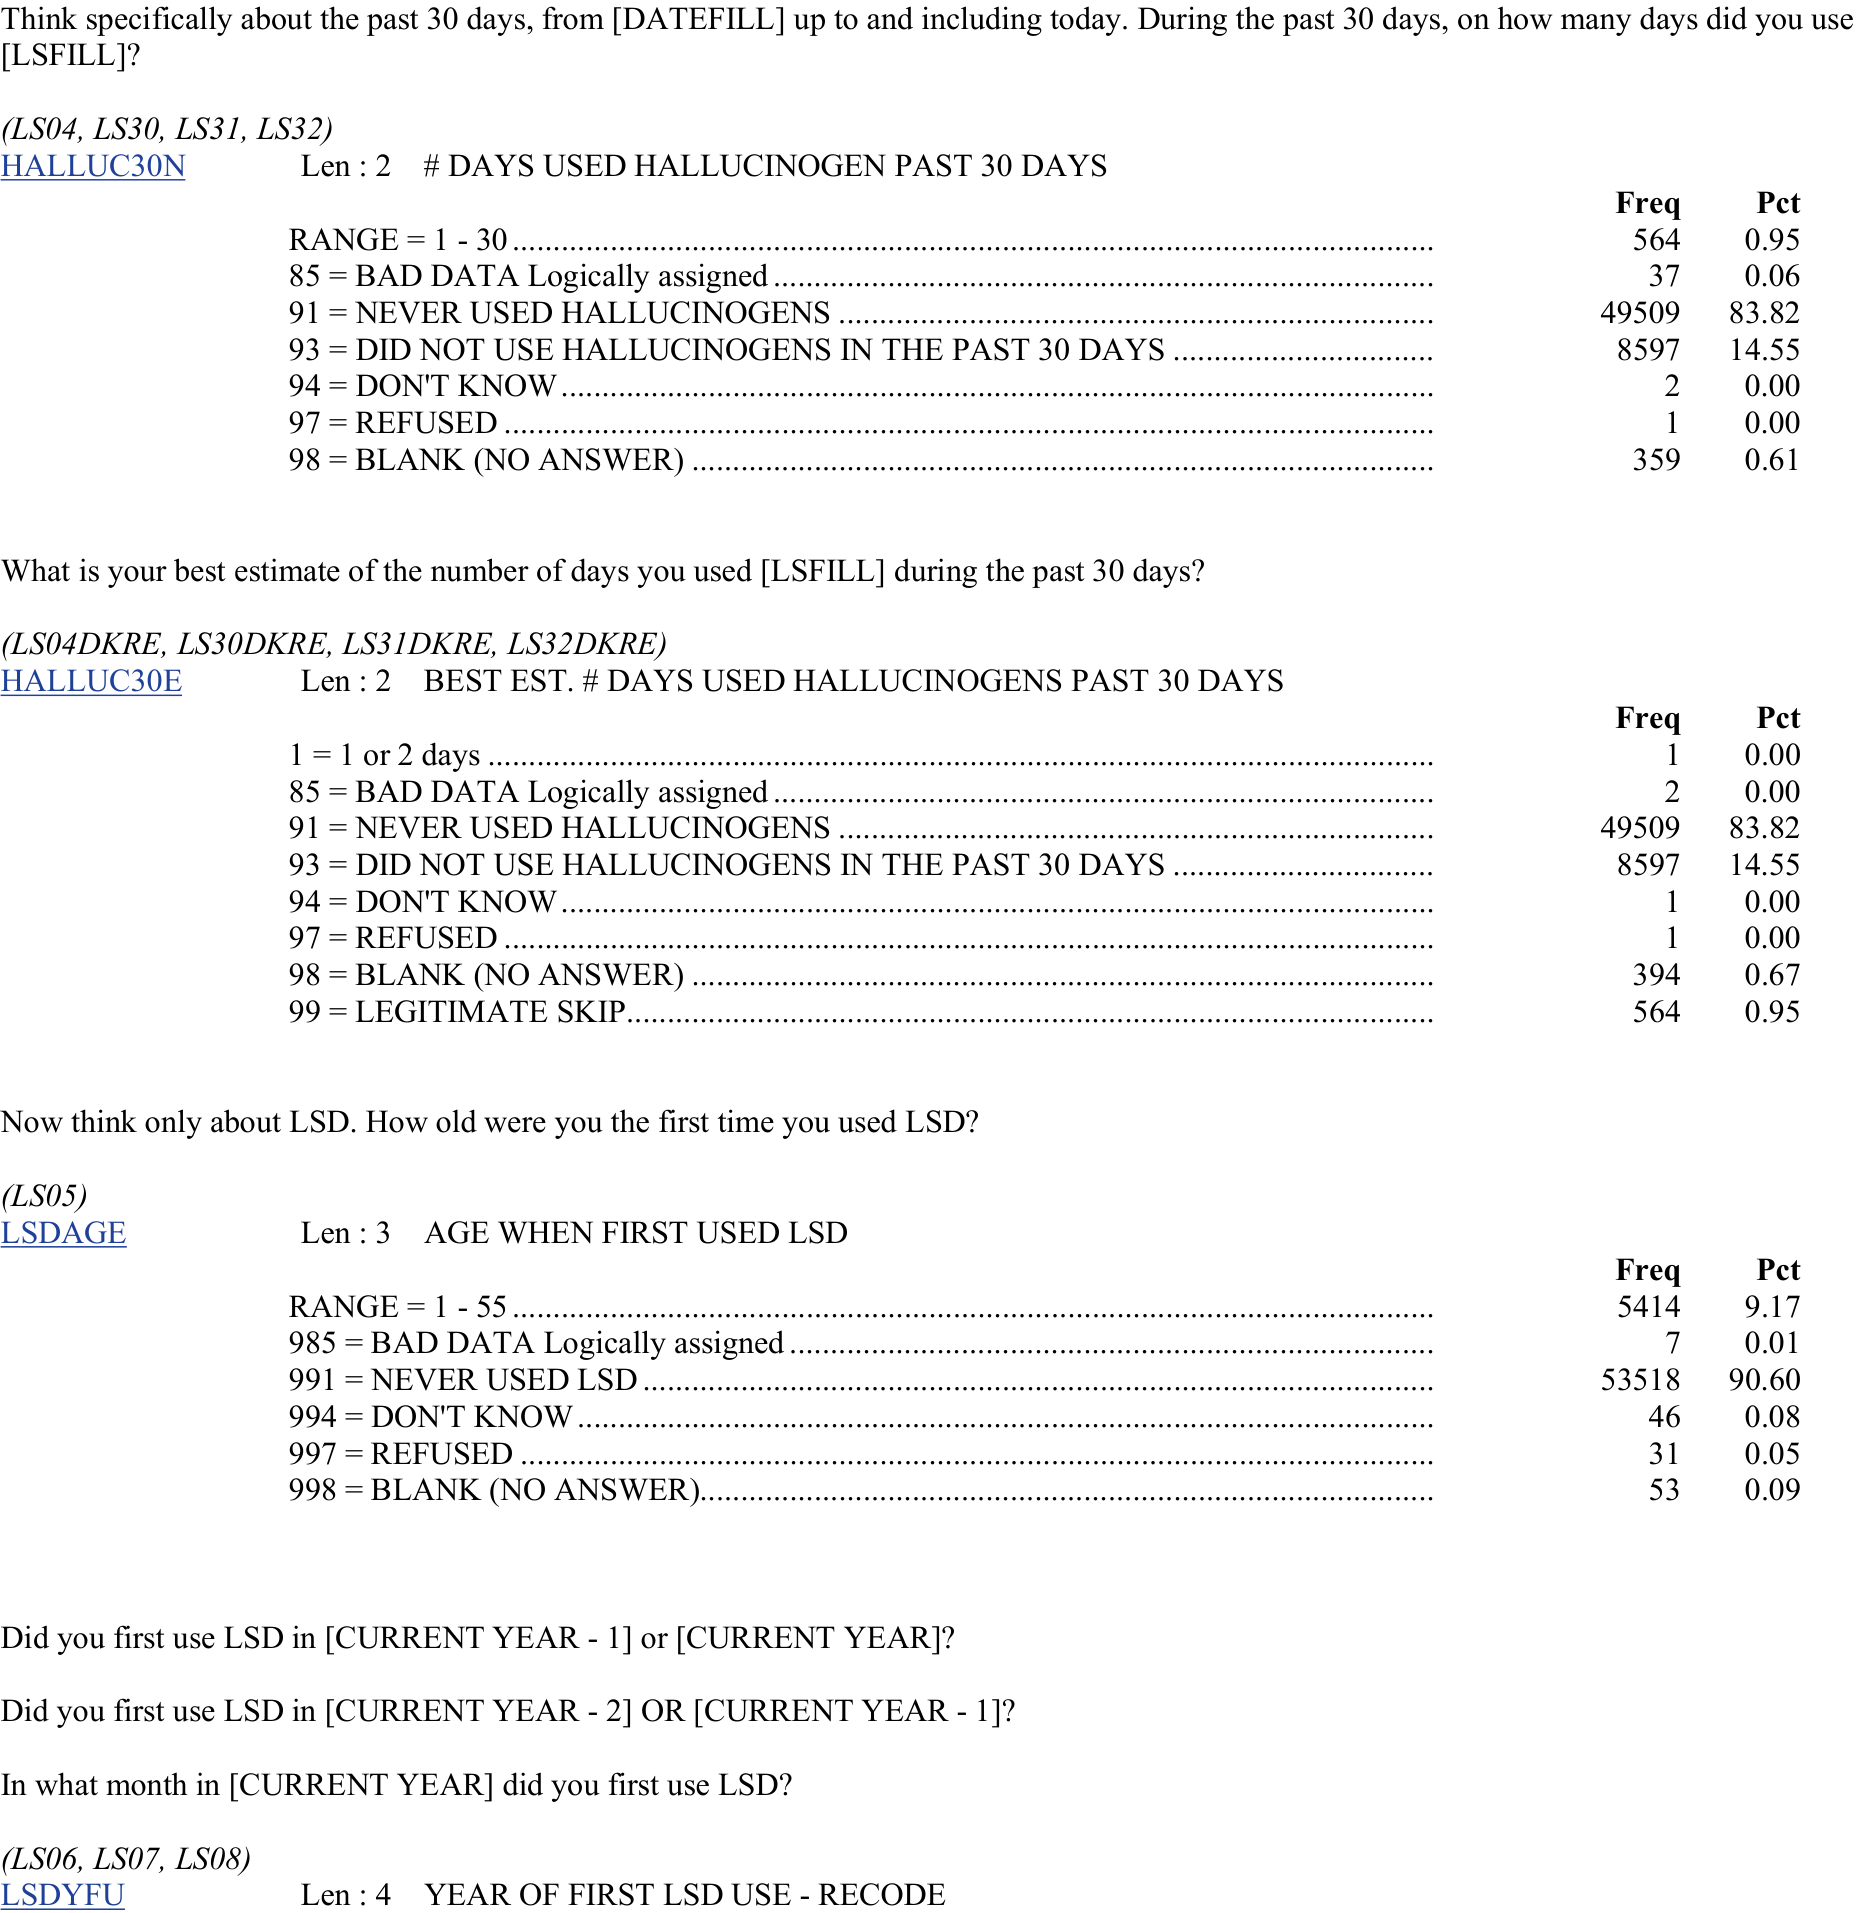 Think specifically about the past 30 days, from [DATEFILL] up to and including today. During the past 30 days, on how many days did you use
[LSFILL]?
(LS04, LS30, LS31, LS32)
HALLUC30N Len : 2 # DAYS USED HALLUCINOGEN PAST 30 DAYS
Freq Pct
RANGE = 1 - 30 ........ 564 0.95
85 = BAD DATA Logically assigned ........ 37 0.06
91 = NEVER USED HALLUCINOGENS ........ 49509 83.82
93 = DID NOT USE HALLUCINOGENS IN THE PAST 30 DAYS ........ 8597 14.55
94 = DON'T KNOW ........ 2 0.00
97 = REFUSED ........ 1 0.00
98 = BLANK (NO ANSWER) ........ 359 0.61
What is your best estimate of the number of days you used [LSFILL] during the past 30 days?
(LS04DKRE, LS30DKRE, LS31DKRE, LS32DKRE)
HALLUC30E Len : 2 BEST EST. # DAYS USED HALLUCINOGENS PAST 30 DAYS
Freq Pct
1 = 1 or 2 days ........ 1 0.00
85 = BAD DATA Logically assigned ........ 2 0.00
91 = NEVER USED HALLUCINOGENS ........ 49509 83.82
93 = DID NOT USE HALLUCINOGENS IN THE PAST 30 DAYS ........ 8597 14.55
94 = DON'T KNOW ........ 1 0.00
97 = REFUSED ........ 1 0.00
98 = BLANK (NO ANSWER) ........ 394 0.67
99 = LEGITIMATE SKIP ........ 564 0.95
Now think only about LSD. How old were you the first time you used LSD?
(LS05)
LSDAGE Len : 3 AGE WHEN FIRST USED LSD
Freq Pct
RANGE = 1 - 55 ........ 5414 9.17
985 = BAD DATA Logically assigned ........ 7 0.01
991 = NEVER USED LSD ........ 53518 90.60
994 = DON'T KNOW ........ 46 0.08
997 = REFUSED ........ 31 0.05
998 = BLANK (NO ANSWER) ........ 53 0.09
Did you first use LSD in [CURRENT YEAR - 1] or [CURRENT YEAR]?
Did you first use LSD in [CURRENT YEAR - 2] OR [CURRENT YEAR - 1]?
In what month in [CURRENT YEAR] did you first use LSD?
(LS06, LS07, LS08)
LSDYFU Len : 4 YEAR OF FIRST LSD USE - RECODE